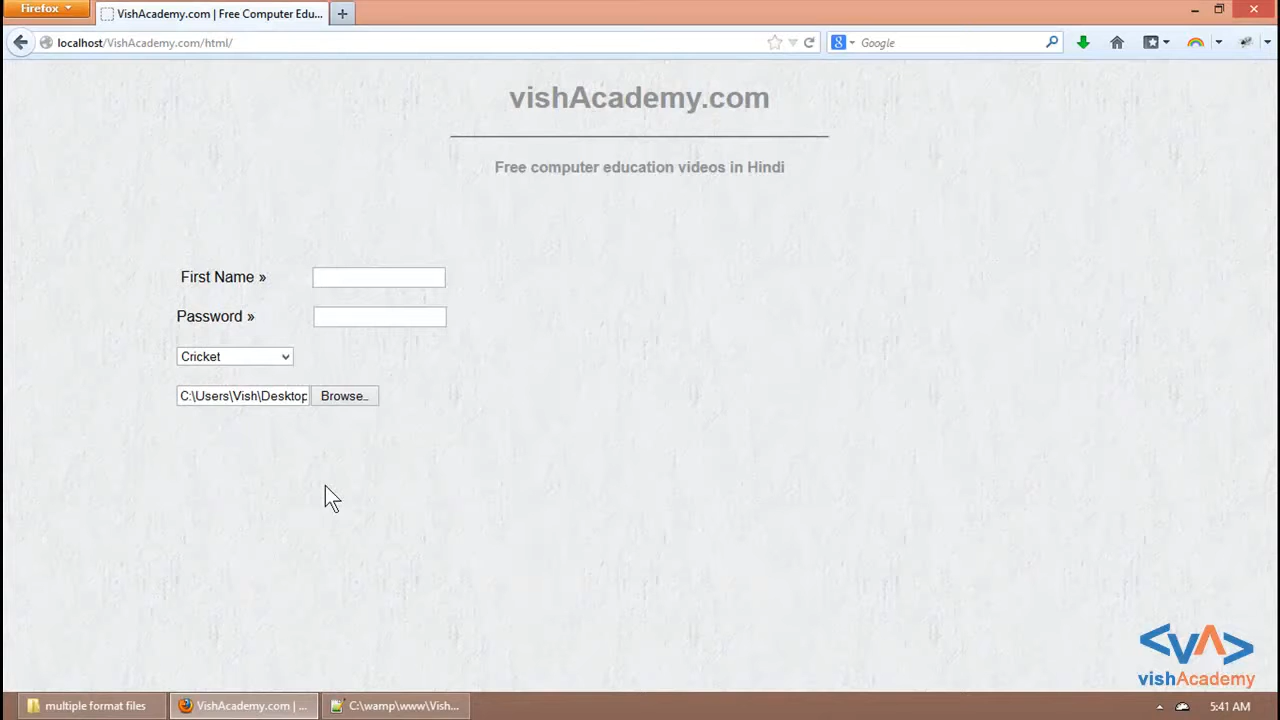 Firefox
VishAcademy.com | Free Computer Edu...
localhost/VishAcademy.com/html/
Google
vishAcademy.com
Free computer education videos in Hindi
First Name »
Password »
Cricket
C:\Users\Vish\Desktop
Browse..
<VA>
vishAcademy
multiple format files
VishAcademy.com | ...
C:\wamp\www\Vish...
5:41 AM